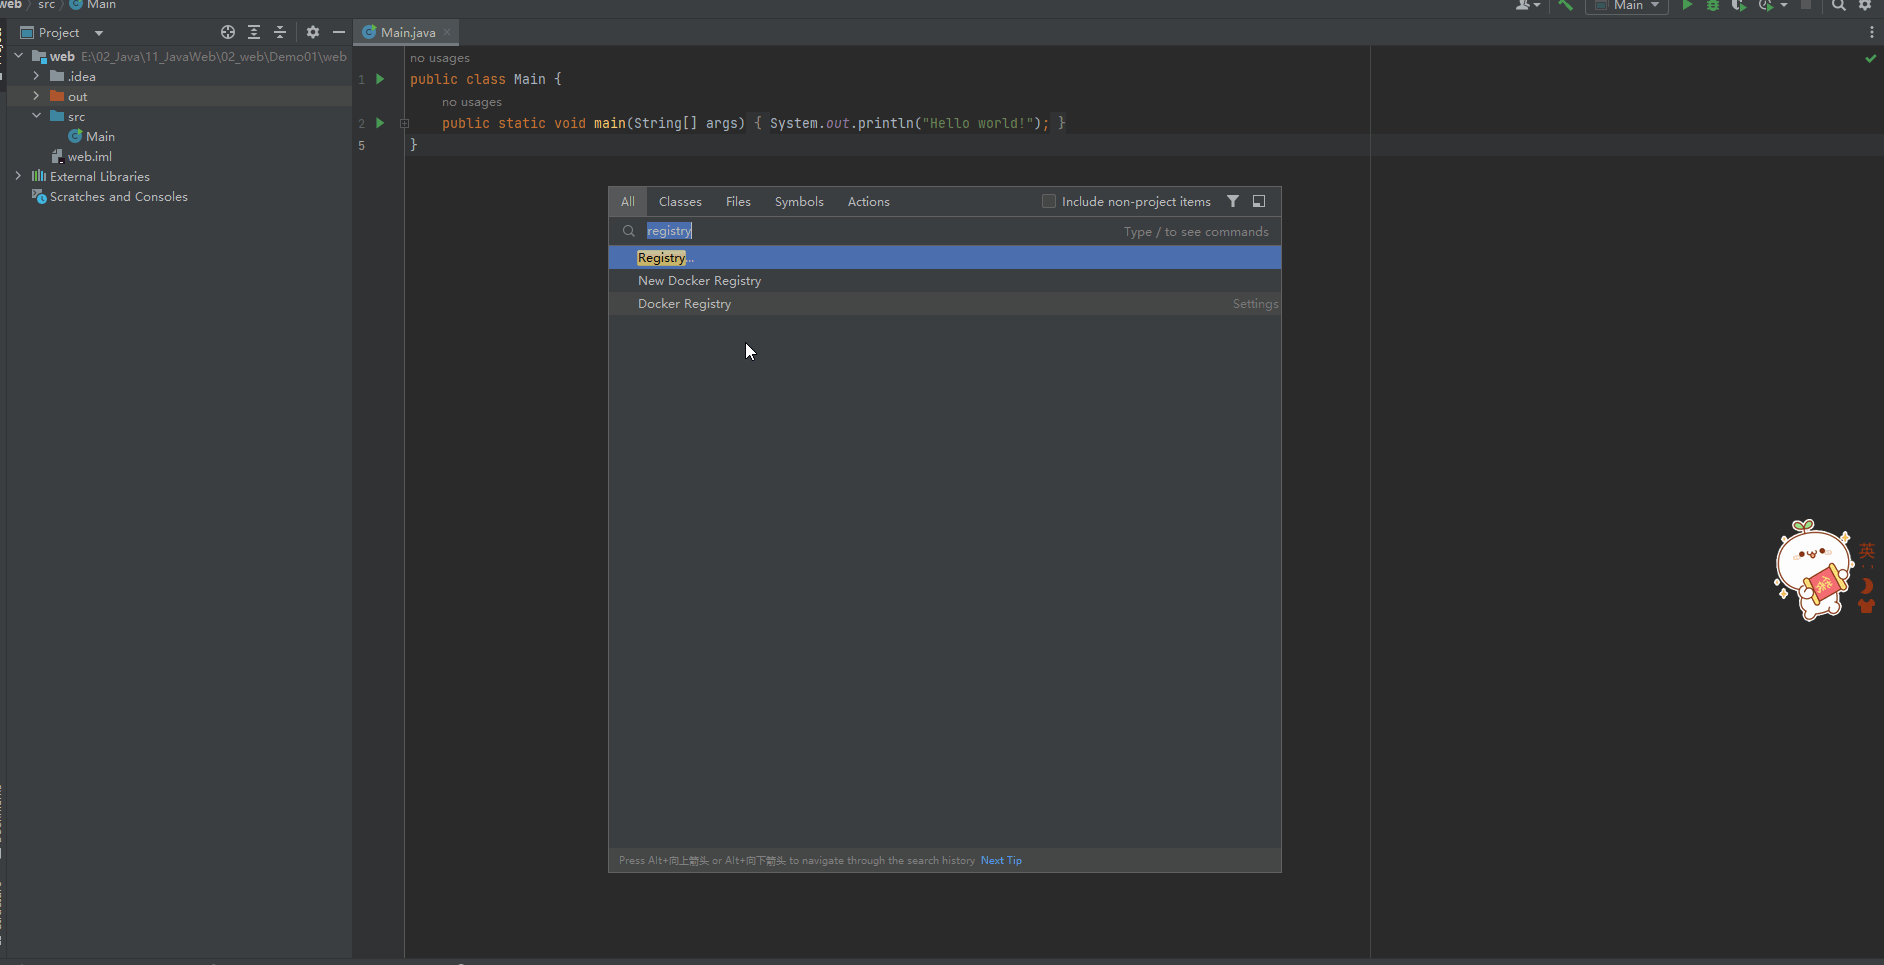 web src Main
Main
Project
Main.java
web E:\02_Java\11_JavaWeb\02_web\Demo01\web
.idea
out
src
Main
web.iml
External Libraries
Scratches and Consoles
no usages
1 public class Main {
no usages
2 public static void main(String[] args) { System.out.println("Hello world!"); }
5 }
All Classes Files Symbols Actions Include non-project items
registry Type / to see commands
Registry...
New Docker Registry
Docker Registry Settings
Press Alt+向上箭头 or Alt+向下箭头 to navigate through the search history Next Tip
英